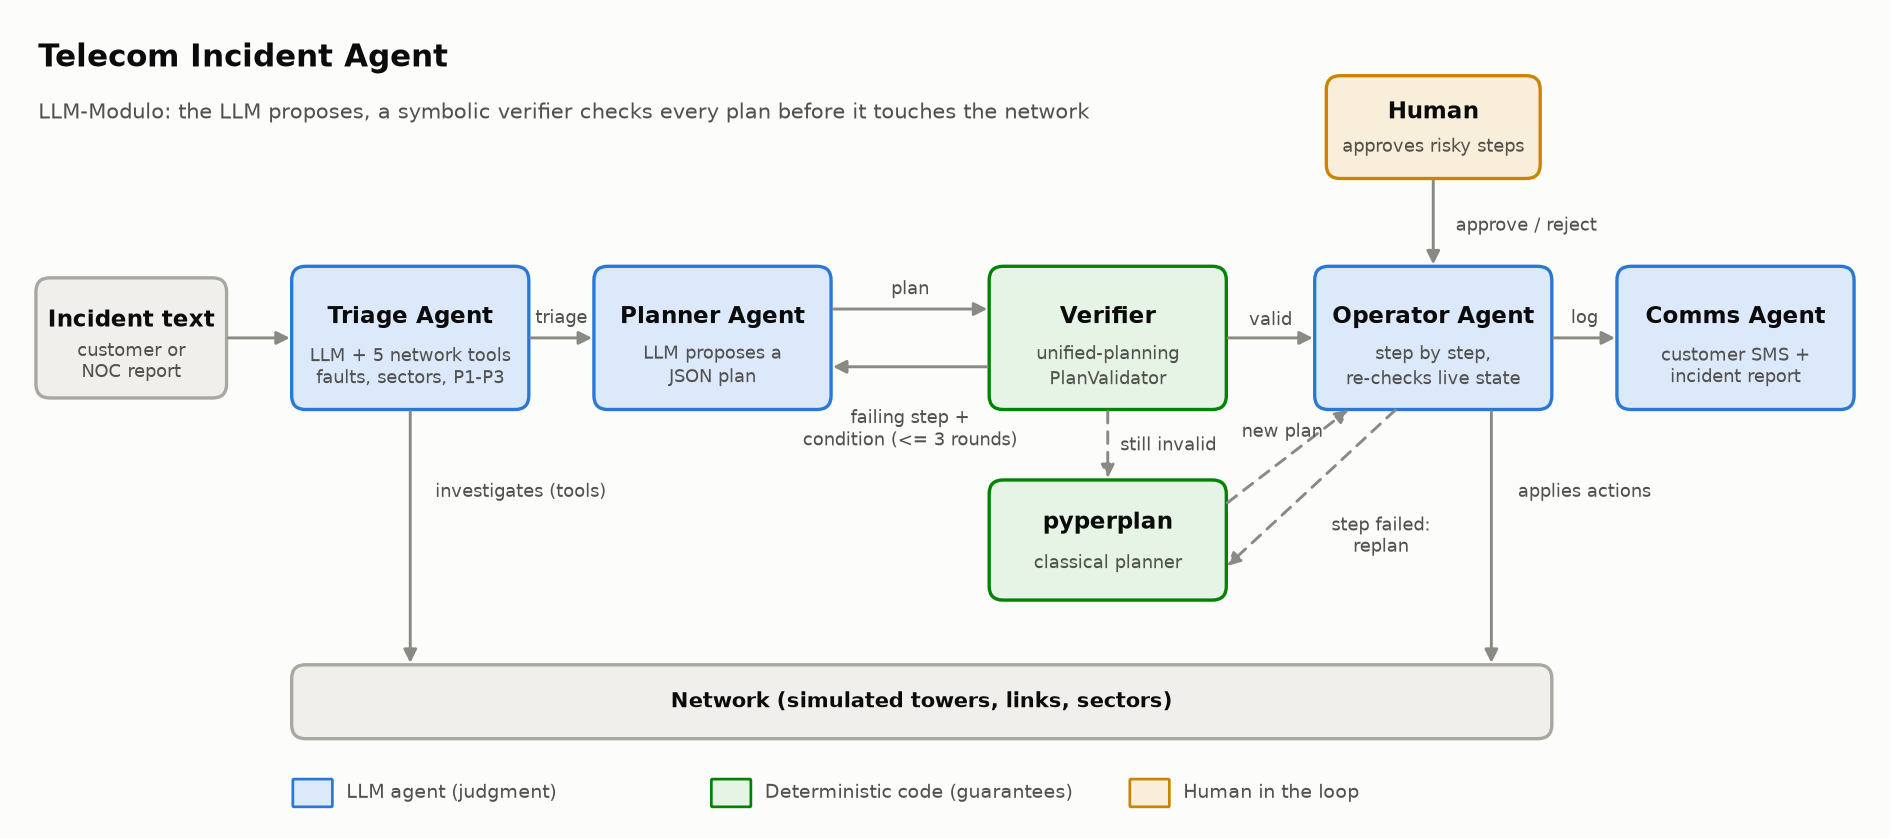 Telecom Incident Agent
LLM-Modulo: the LLM proposes, a symbolic verifier checks every plan before it touches the network
Human
approves risky steps
approve / reject
Incident text
customer or
NOC report
Triage Agent
LLM + 5 network tools
faults, sectors, P1-P3
triage
Planner Agent
LLM proposes a
JSON plan
plan
failing step +
condition (<= 3 rounds)
Verifier
unified-planning
PlanValidator
valid
Operator Agent
step by step,
re-checks live state
log
Comms Agent
customer SMS +
incident report
still invalid
new plan
pyperplan
classical planner
step failed:
replan
investigates (tools)
applies actions
Network (simulated towers, links, sectors)
LLM agent (judgment)
Deterministic code (guarantees)
Human in the loop